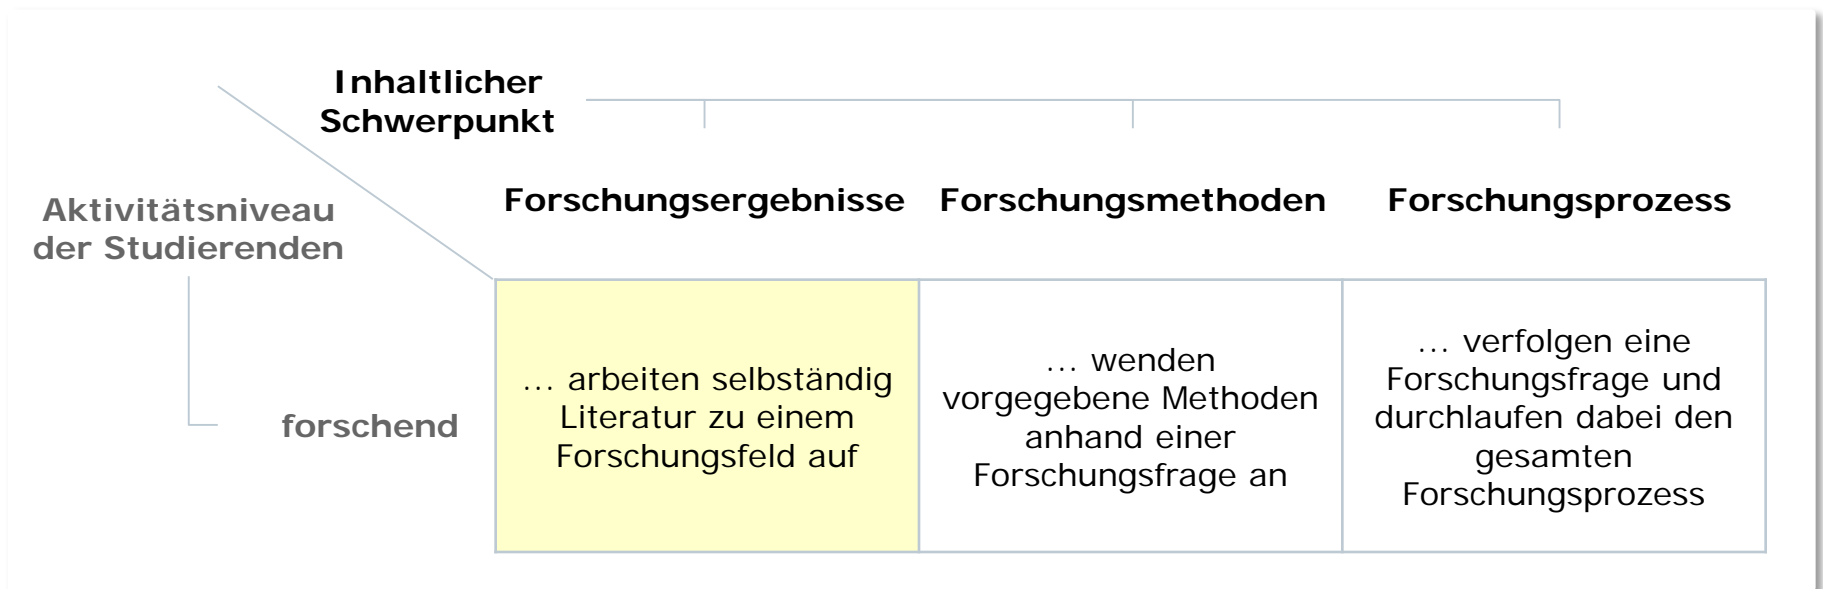 Inhaltlicher
Schwerpunkt
Aktivitätsniveau
der Studierenden
Forschungsergebnisse
Forschungsmethoden
Forschungsprozess
forschend
... arbeiten selbständig
Literatur zu einem
Forschungsfeld auf
... wenden
vorgegebene Methoden
anhand einer
Forschungsfrage an
... verfolgen eine
Forschungsfrage und
durchlaufen dabei den
gesamten
Forschungsprozess